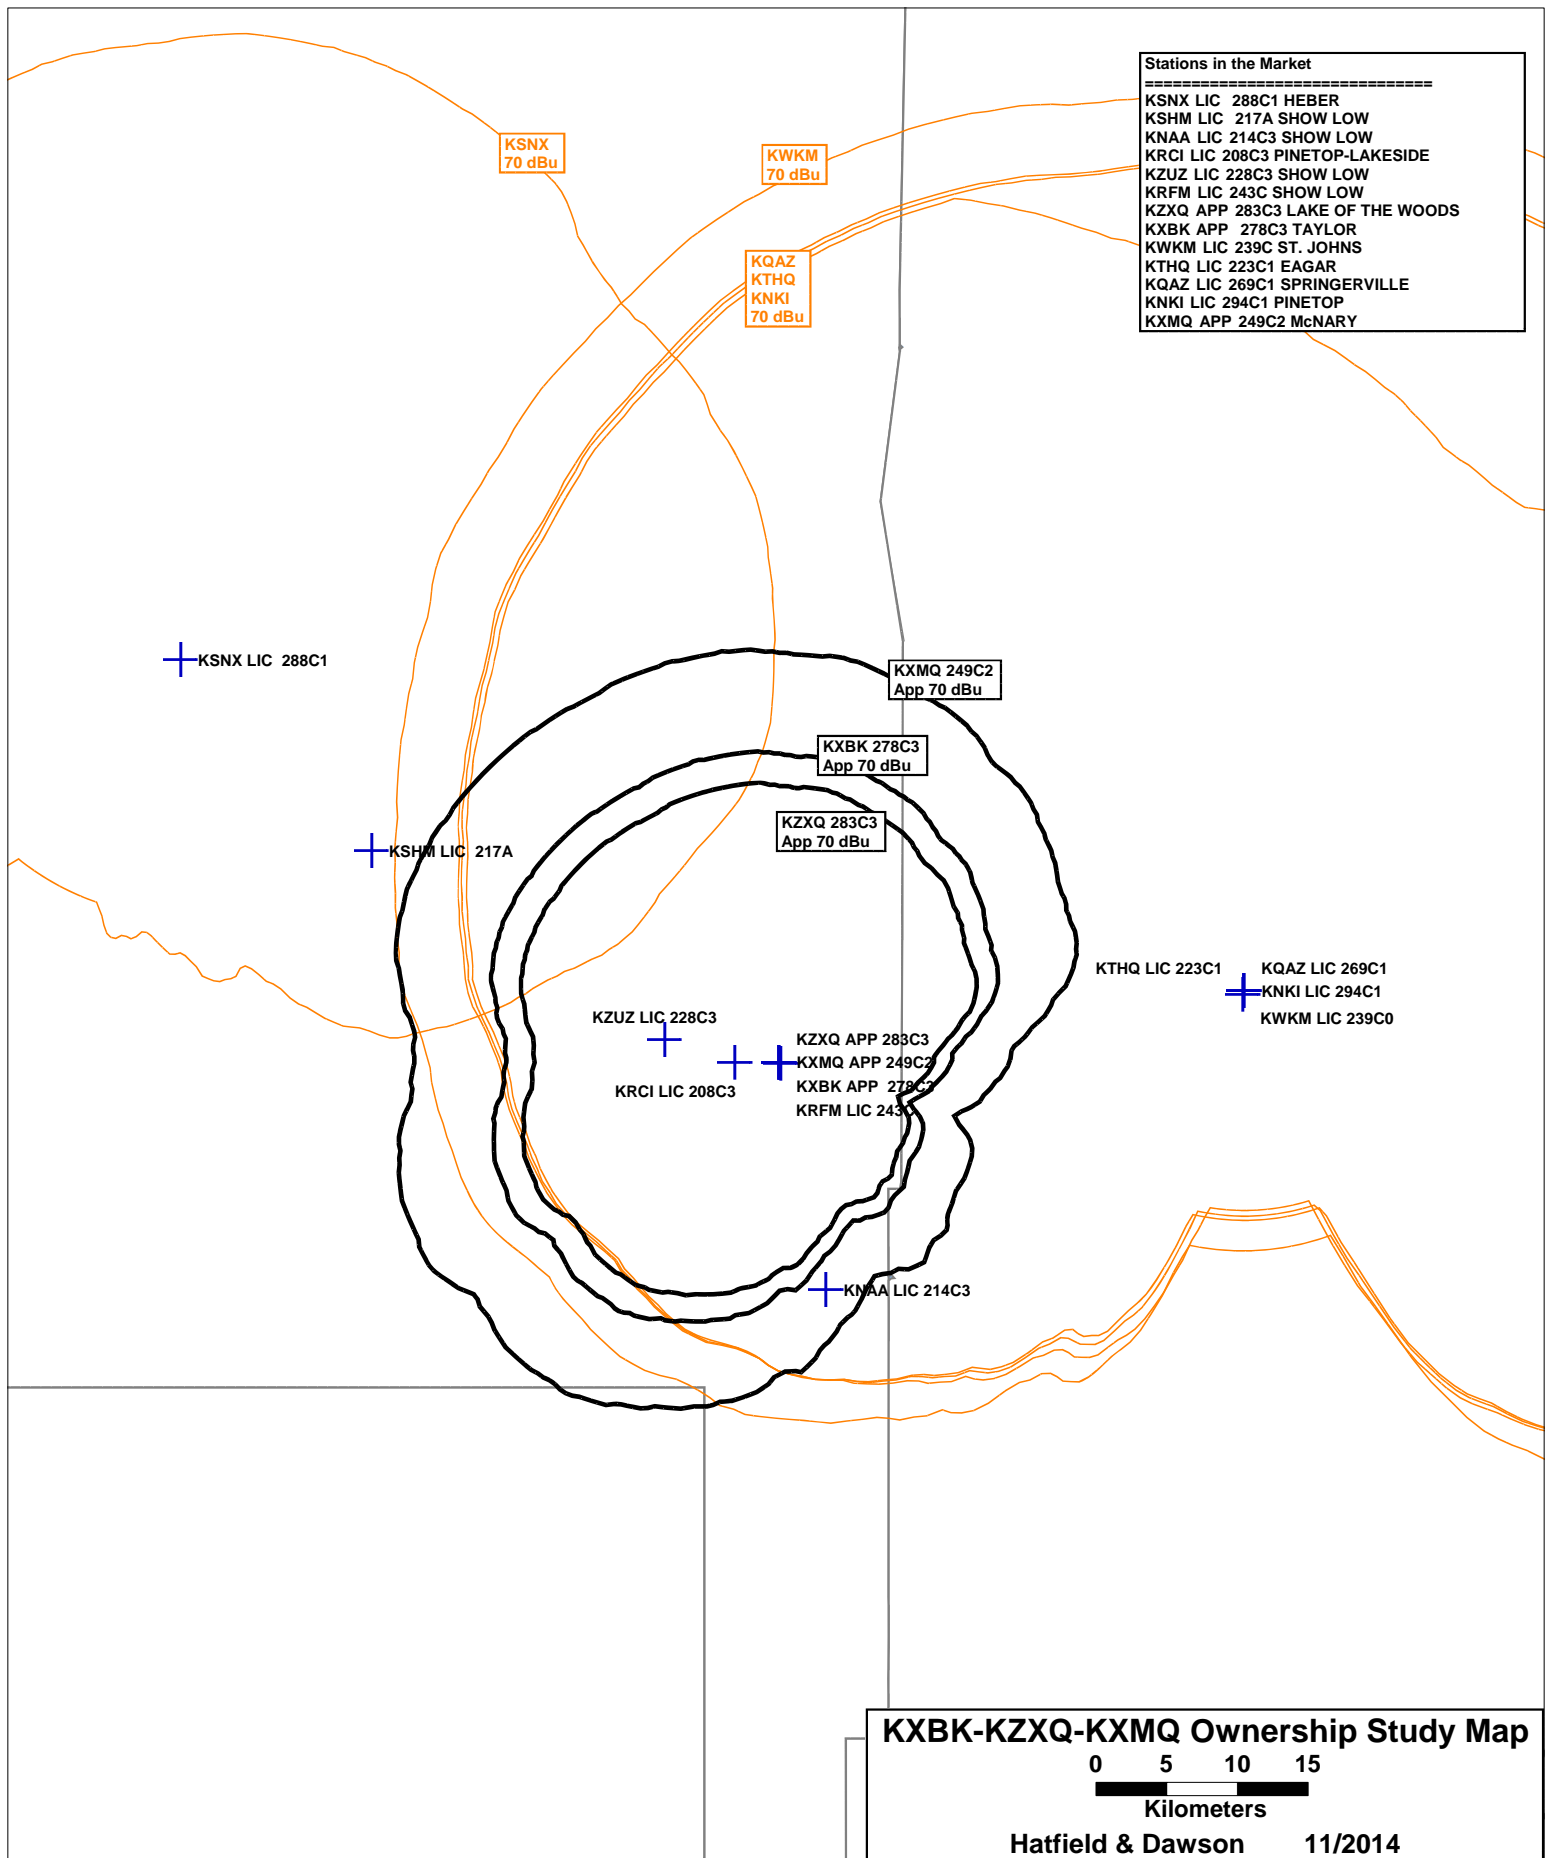 Stations in the Market
===============================
KSNX LIC 288C1 HEBER
KSHM LIC 217A SHOW LOW
KNAA LIC 214C3 SHOW LOW
KRCI LIC 208C3 PINETOP-LAKESIDE
KZUZ LIC 228C3 SHOW LOW
KRFM LIC 243C SHOW LOW
KZXQ APP 283C3 LAKE OF THE WOODS
KXBK APP 278C3 TAYLOR
KWKM LIC 239C ST. JOHNS
KTHQ LIC 223C1 EAGAR
KQAZ LIC 269C1 SPRINGERVILLE
KNKI LIC 294C1 PINETOP
KXMQ APP 249C2 McNARY
KSNX
70 dBu
KWKM
70 dBu
KQAZ
KTHQ
KNKI
70 dBu
KSNX LIC 288C1
KXMQ 249C2
App 70 dBu
KXBK 278C3
App 70 dBu
KZXQ 283C3
App 70 dBu
KSHM LIC 217A
KTHQ LIC 223C1
KQAZ LIC 269C1
KNKI LIC 294C1
KWKM LIC 239C0
KZUZ LIC 228C3
KRCI LIC 208C3
KZXQ APP 283C3
KXMQ APP 249C2
KXBK APP 278C3
KRFM LIC 243C
KNAA LIC 214C3
KXBK-KZXQ-KXMQ Ownership Study Map
0 5 10 15
Kilometers
Hatfield & Dawson 11/2014